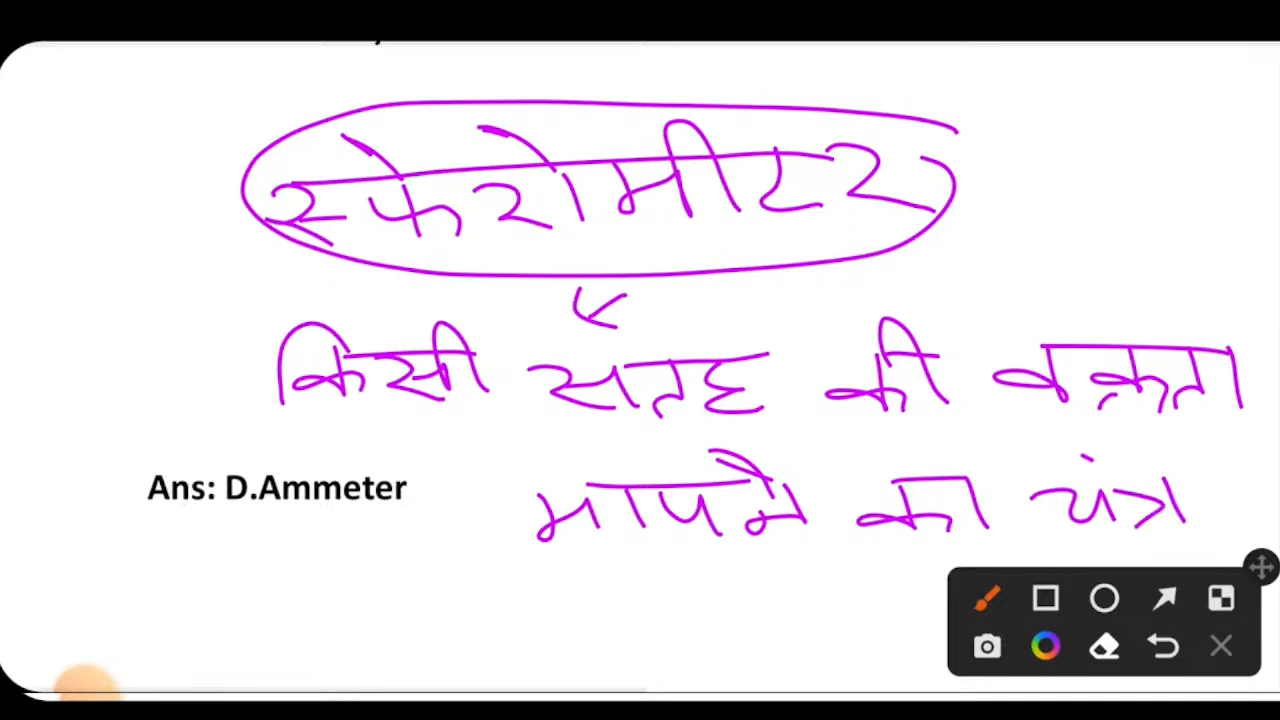 स्फेरोमीटर
किसी सतह की वक्रता
मापने का यंत्र
Ans: D.Ammeter